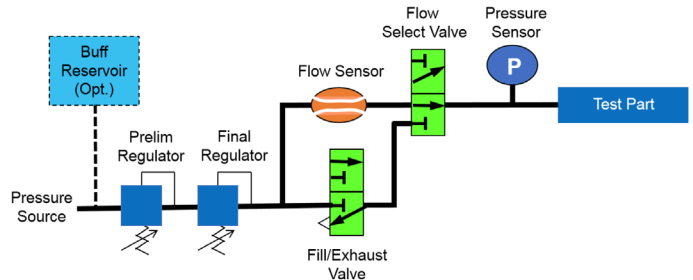 Flow
Select Valve
Pressure
Sensor
Buff
Reservoir
(Opt.)
Flow Sensor
P
Test Part
Prelim
Regulator
Final
Regulator
Pressure
Source
Fill/Exhaust
Valve